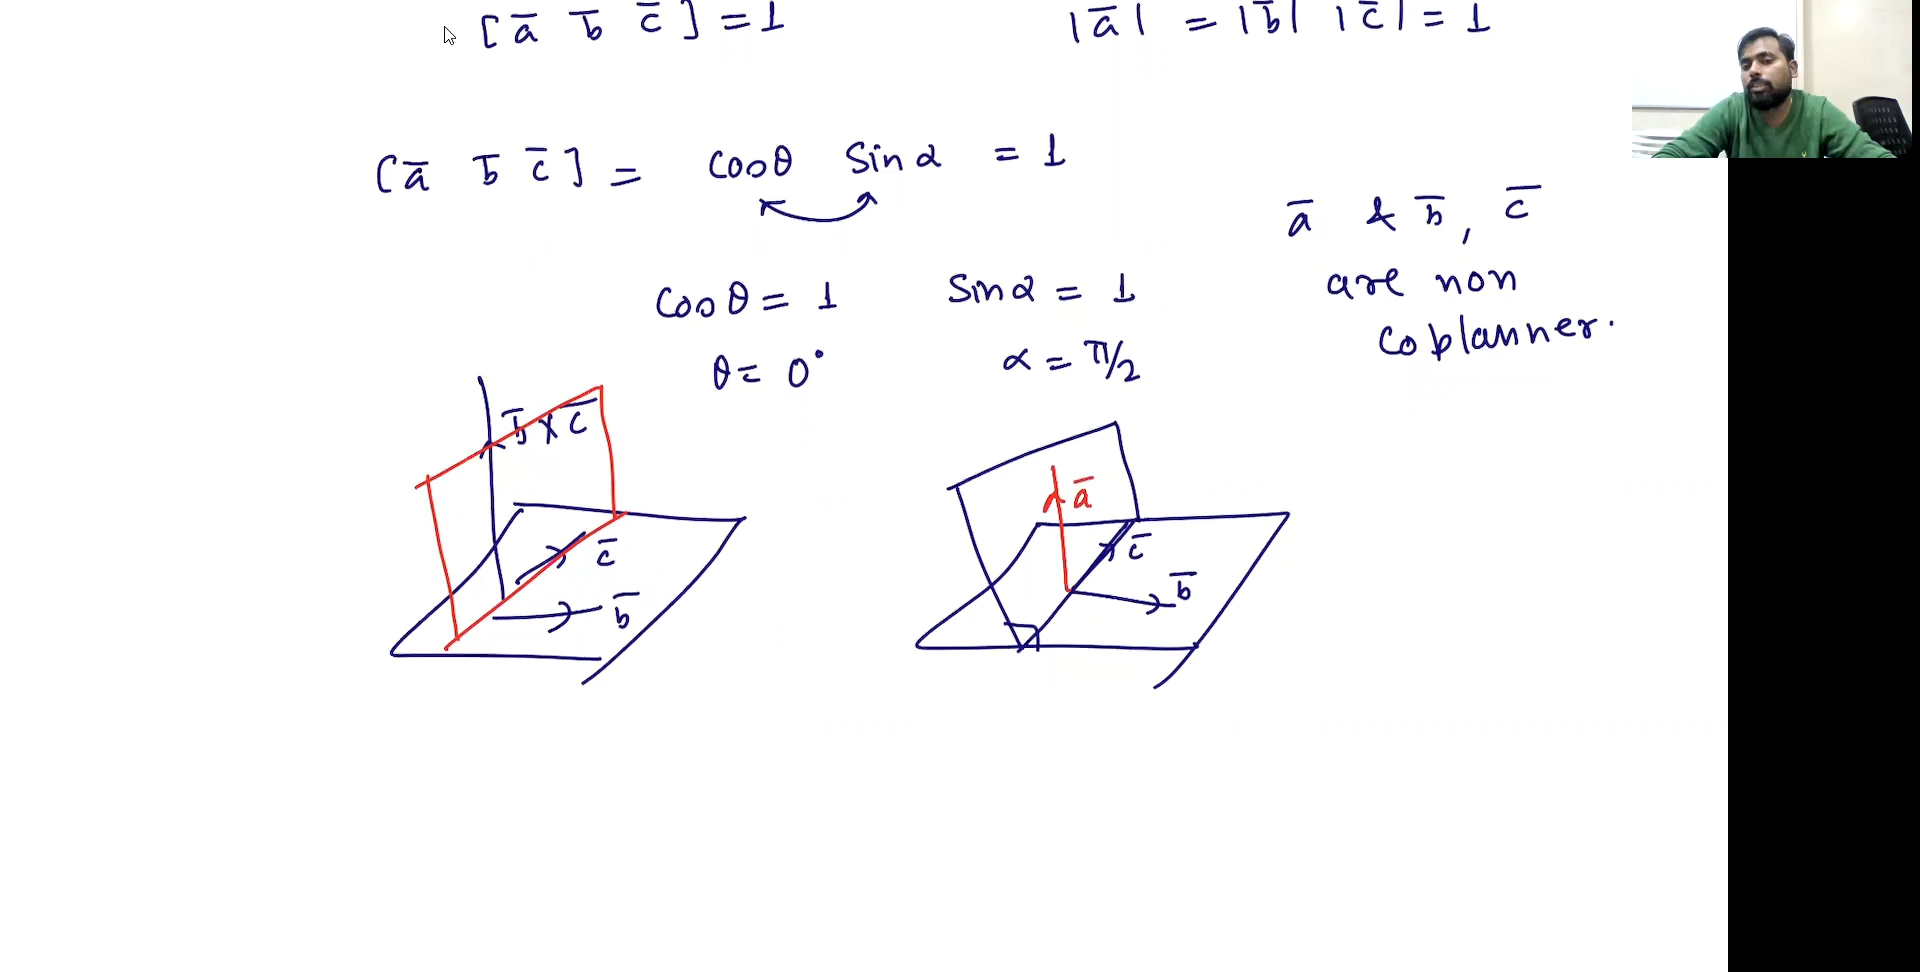 [a̅ b̅ c̅] = 1 |a̅| = |b̅| |c̅| = 1
[a̅ b̅ c̅] = Cosθ Sinα = 1
a̅ & b̅, c̅
are non
coplanner.
Cosθ = 1 Sinα = 1
θ = 0° α = π/2
b̅ × c̅
c̅
b̅
a̅
c̅
b̅